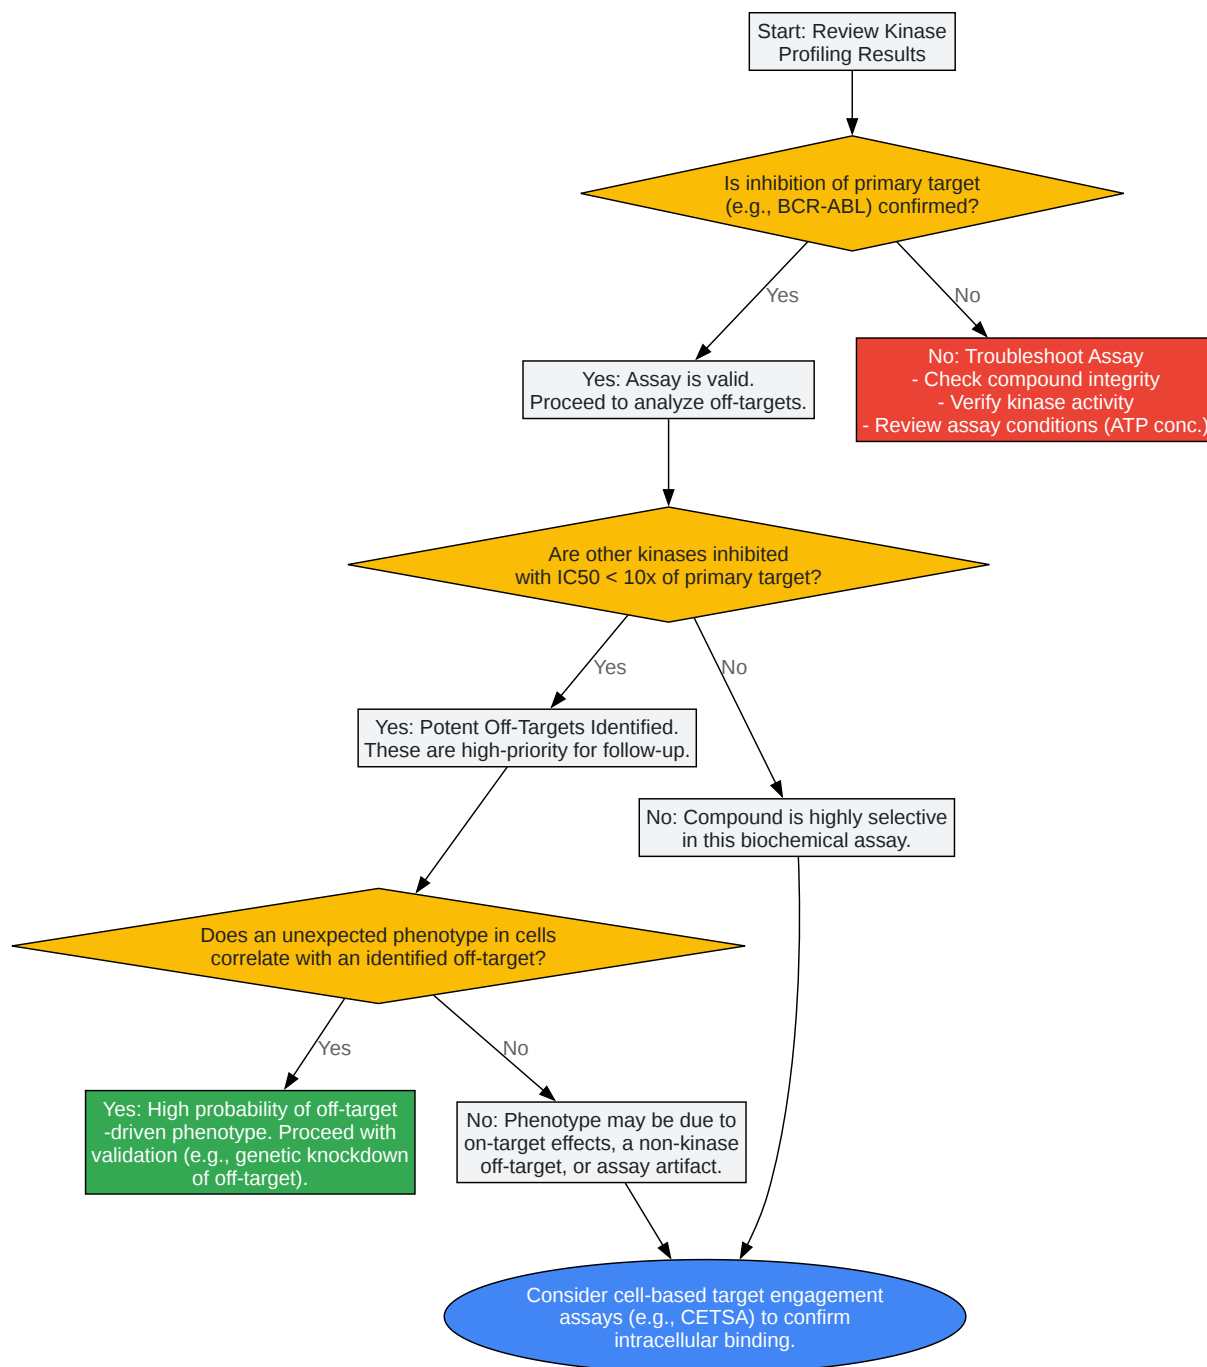 Start: Review Kinase
Profiling Results
Is inhibition of primary target
(e.g., BCR-ABL) confirmed?
Yes
No
No: Troubleshoot Assay
- Check compound integrity
- Verify kinase activity
- Review assay conditions (ATP conc.)
Yes: Assay is valid.
Proceed to analyze off-targets.
Are other kinases inhibited
with IC50 < 10x of primary target?
Yes
No
Yes: Potent Off-Targets Identified.
These are high-priority for follow-up.
No: Compound is highly selective
in this biochemical assay.
Does an unexpected phenotype in cells
correlate with an identified off-target?
Yes
No
Yes: High probability of off-target
-driven phenotype. Proceed with
validation (e.g., genetic knockdown
of off-target).
No: Phenotype may be due to
on-target effects, a non-kinase
off-target, or assay artifact.
Consider cell-based target engagement
assays (e.g., CETSA) to confirm
intracellular binding.